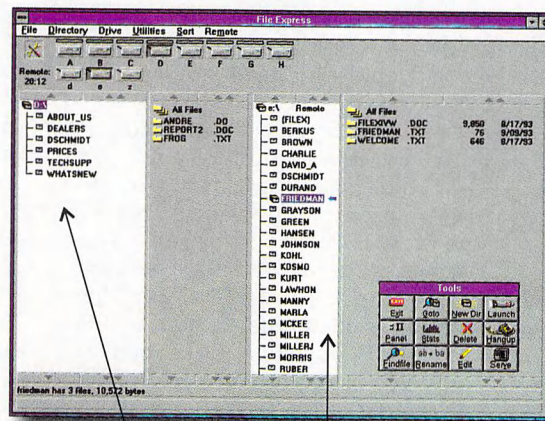 File Express
File Directory Drive Utilities Sort Remote
A B C D E F G H
Remote:
20:12
d e z
D:\
ABOUT_US
DEALERS
DSCHMIDT
PRICES
TECHSUPP
WHATSNEW
All Files
ANDRE .DO
REPORT2 .DOC
FROG .TXT
e:\ Remote
(FILEX)
BERKUS
BROWN
CHARLIE
DAVID_A
DSCHMIDT
DURAND
FRIEDMAN
GRAYSON
GREEN
HANSEN
JOHNSON
KOHL
KOSMO
KURT
LAWHON
MANNY
MARLA
MCKEE
MILLER
MILLERJ
MORRIS
RUBER
All Files
FILEXIVW .DOC 9,850 8/17/93
FRIEDMAN .TXT 76 9/09/93
WELCOME .TXT 646 8/17/93
Tools
Exit Goto New Dir Launch
Panel Stats Delete Hangup
Findfile Rename Edit Serve
friedman has 3 files, 10,572 bytes